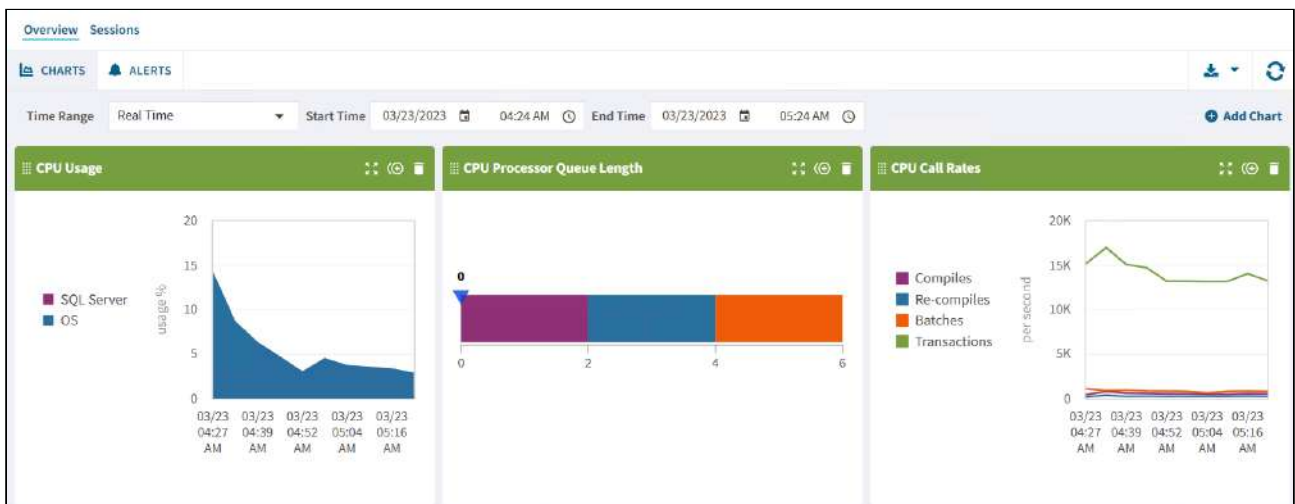 Overview Sessions
CHARTS ALERTS
Time Range Real Time Start Time 03/23/2023 04:24 AM End Time 03/23/2023 05:24 AM Add Chart
CPU Usage
20
15
10
5
0
usage %
SQL Server
OS
03/23 03/23 03/23 03/23 03/23
04:27 04:39 04:52 05:04 05:16
AM AM AM AM AM
CPU Processor Queue Length
0
0 2 4 6
CPU Call Rates
20K
15K
10K
5K
0
per second
Compiles
Re-compiles
Batches
Transactions
03/23 03/23 03/23 03/23 03/23
04:27 04:39 04:52 05:04 05:16
AM AM AM AM AM